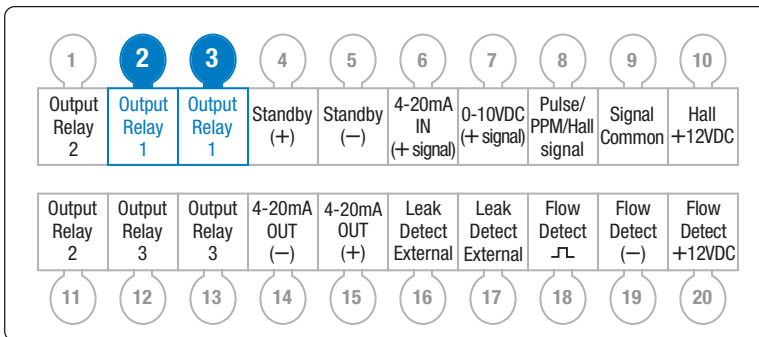 1 2 3 4 5 6 7 8 9 10
Output Relay 2
Output Relay 1
Output Relay 1
Standby (+)
Standby (−)
4-20mA IN (+ signal)
0-10VDC (+ signal)
Pulse/ PPM/Hall signal
Signal Common
Hall +12VDC
Output Relay 2
Output Relay 3
Output Relay 3
4-20mA OUT (−)
4-20mA OUT (+)
Leak Detect External
Leak Detect External
Flow Detect
Flow Detect (−)
Flow Detect +12VDC
11 12 13 14 15 16 17 18 19 20